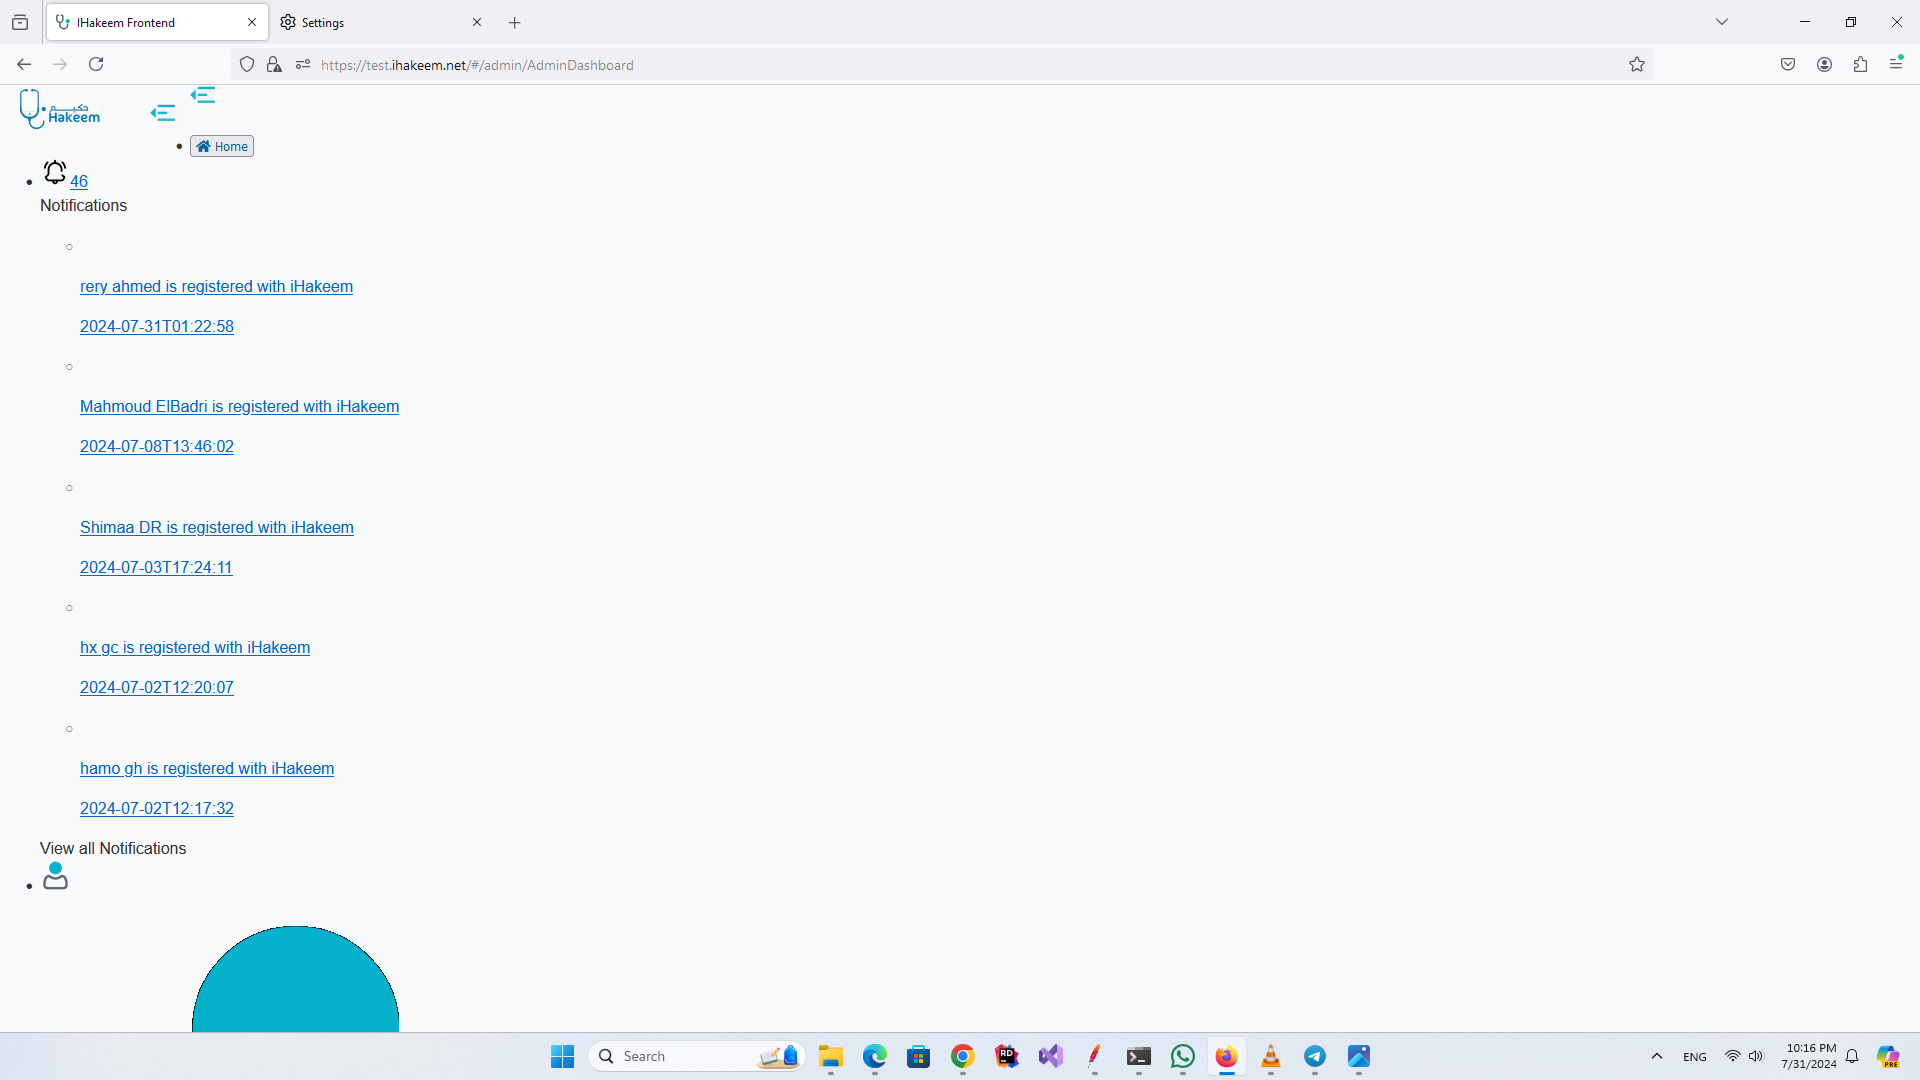 IHakeem Frontend
Settings
https://test.ihakeem.net/#/admin/AdminDashboard
حكيم
Hakeem
Home
46
Notifications
rery ahmed is registered with iHakeem
2024-07-31T01:22:58
Mahmoud ElBadri is registered with iHakeem
2024-07-08T13:46:02
Shimaa DR is registered with iHakeem
2024-07-03T17:24:11
hx gc is registered with iHakeem
2024-07-02T12:20:07
hamo gh is registered with iHakeem
2024-07-02T12:17:32
View all Notifications
Search
RD
ENG
10:16 PM
7/31/2024
PRE